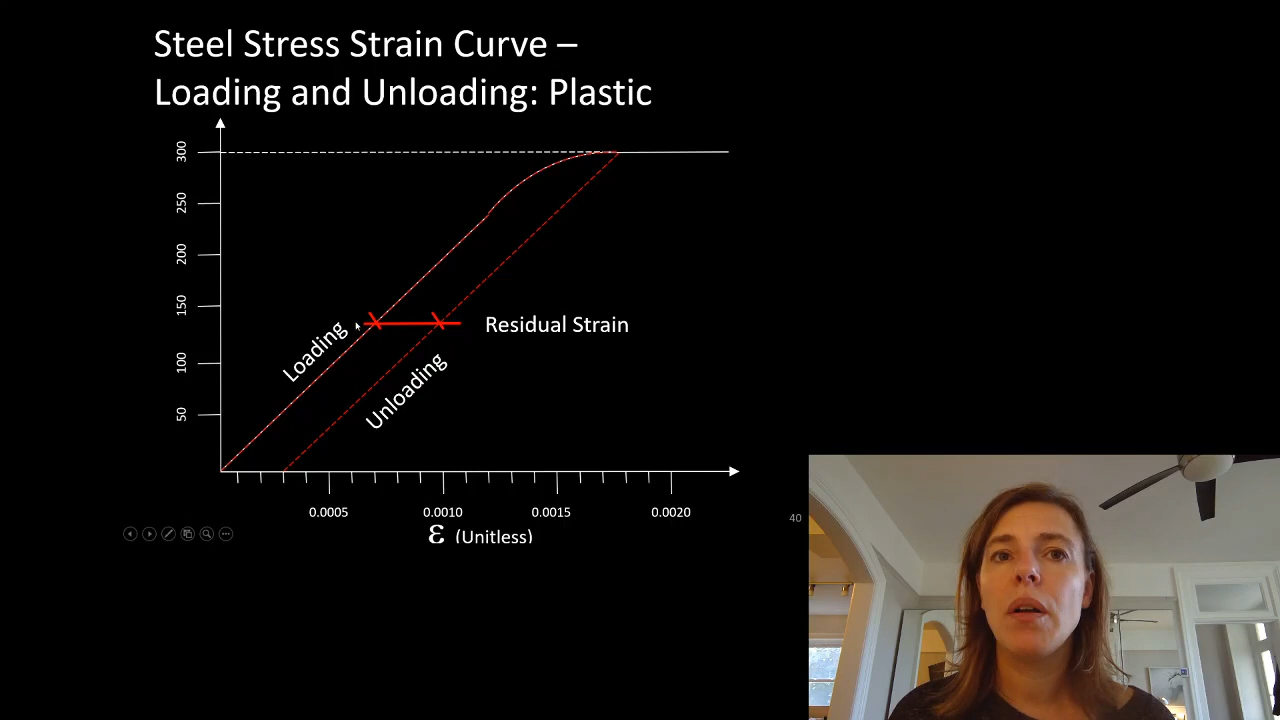 Steel Stress Strain Curve –
Loading and Unloading: Plastic
300
250
200
150
100
50
Loading
Unloading
Residual Strain
0.0005 0.0010 0.0015 0.0020
ε (Unitless)
40